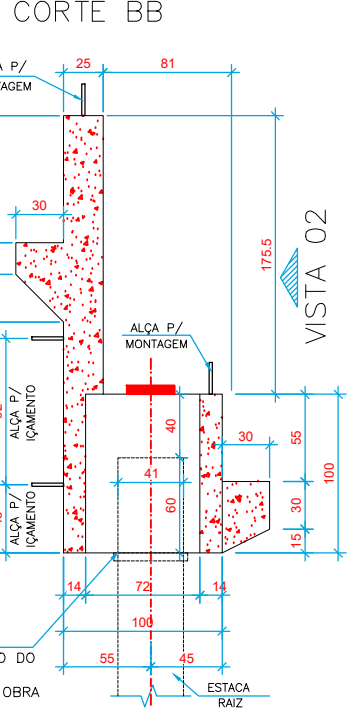 CORTE BB
P/
25
81
30
175.5
VISTA 02
ALÇA P/
MONTAGEM
ALÇA P/
IÇAMENTO
ALÇA P/
IÇAMENTO
40
41
60
30
55
30
15
100
14
72
14
100
55
45
DO
OBRA
ESTACA
RAIZ